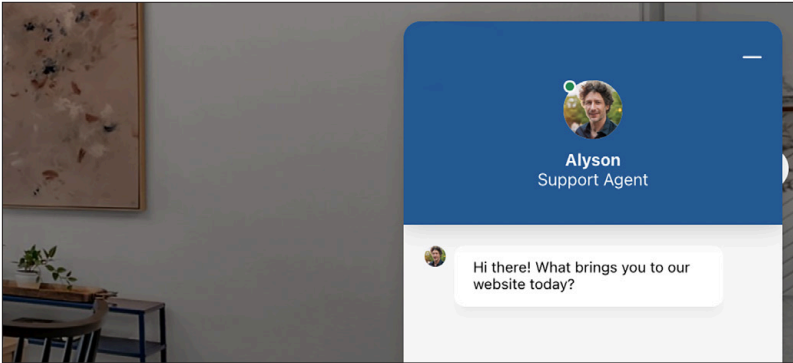 Alyson
Support Agent
Hi there! What brings you to our
website today?